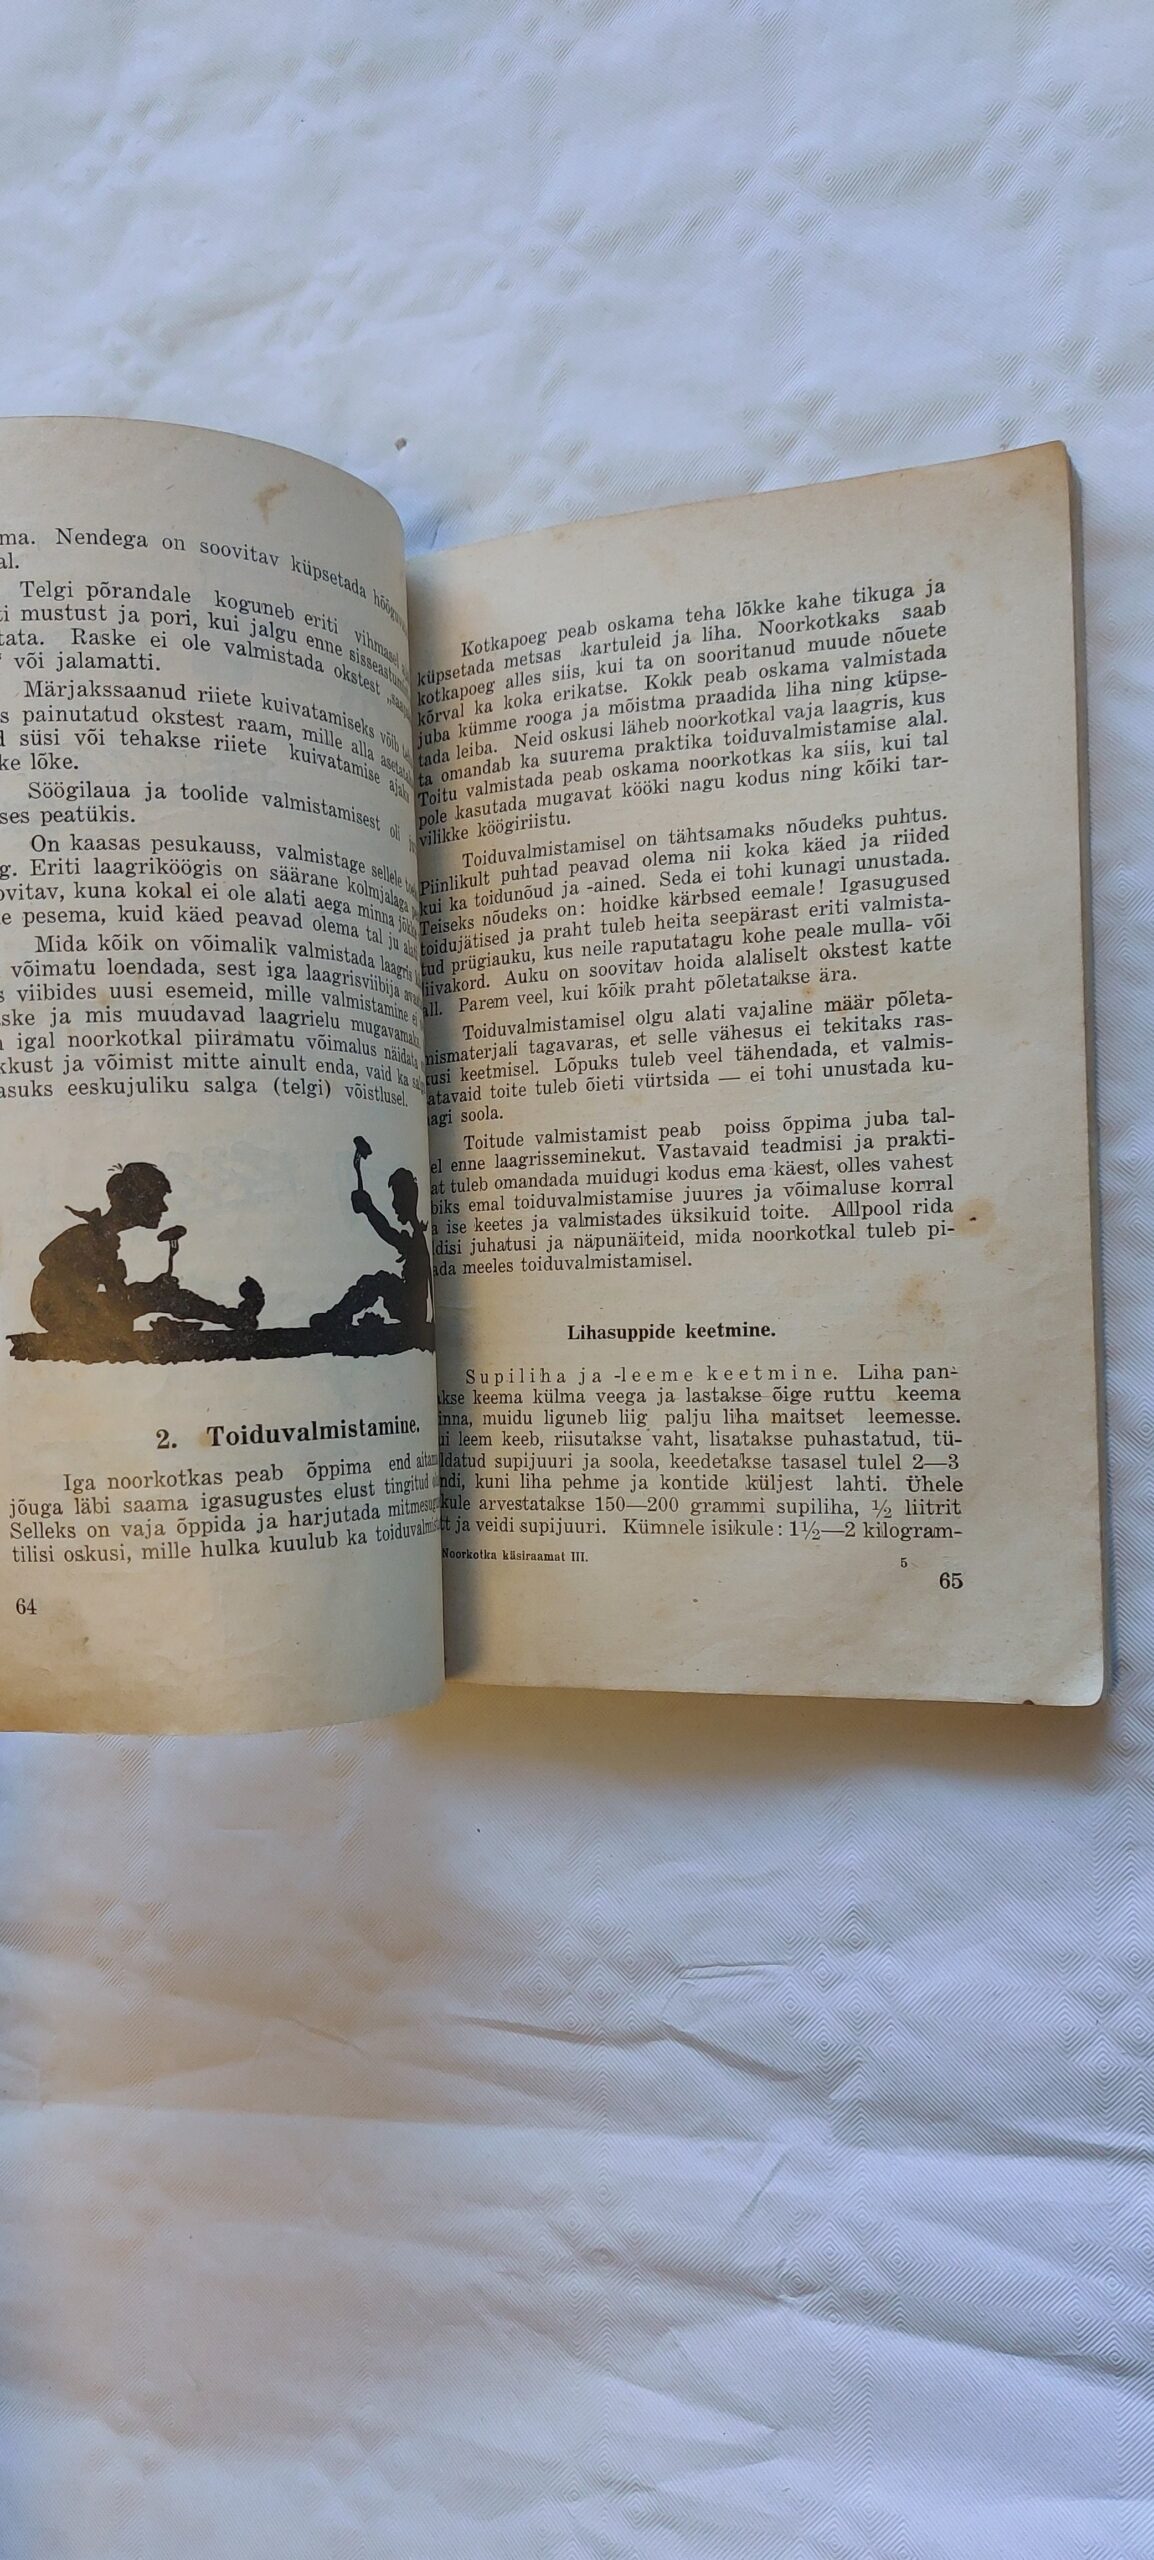 ma. Nendega on soovitav küpsetada
al.
Telgi põrandale koguneb eriti vihmasel
ti mustust ja pori, kui jalgu enne
tata. Raske ei ole valmistada okstest
“ või jalamatti.
Märjakssaanud riiete kuivatamiseks võib
s painutatud okstest raam, mille alla
d süsi või tehakse riiete kuivatamise ajaks
ke lõke.
Söögilaua ja toolide valmistamisest oli
ses peatükis.
On kaasas pesukauss, valmistage sellele
g. Eriti laagriköögis on säärane kolmjalaga
ovitav, kuna kokal ei ole alati aega minna
e pesema, kuid käed peavad olema tal ju
Mida kõik on võimalik valmistada laagris
võimatu loendada, sest iga laagrisviibija
s viibides uusi esemeid, mille valmistamine ei
ske ja mis muudavad laagrielu mugavamaks.
igal noorkotkal piirámatu võimalus näidata
kkust ja võimist mitte ainult enda, vaid ka
asuks eeskujuliku salga (telgi) võistlusel.
2. Toiduvalmistamine.
Iga noorkotkas peab õppima end
jõuga läbi saama igasugustes elust tingitud
Selleks on vaja õppida ja harjutada
tilisi oskusi, mille hulka kuulub ka
64
Kotkapoeg peab oskama teha lõkke kahe tikuga ja
küpsetada metsas kartuleid ja liha. Noorkotkaks saab
kotkapoeg alles siis, kui ta on sooritanud muude nõuete
kõrval ka koka erikatse. Kokk peab oskama valmistada
juba kümme rooga ja mõistma praadida liha ning küpse-
tada leiba. Neid oskusi läheb noorkotkal vaja laagris, kus
ta omandab ka suurema praktika toiduvalmistamise alal.
Toitu valmistada peab oskama noorkotkas ka siis, kui tal
pole kasutada mugavat kööki nagu kodus ning kõiki tar-
vilikke köögiriistu.
Toiduvalmistamisel on tähtsamaks nõudeks puhtus.
Piinlikult puhtad peavad olema nii koka käed ja riided
kui ka toidunõud ja -ained. Seda ei tohi kunagi unustada.
Teiseks nõudeks on: hoidke kärbsed eemale! Igasugused
toidujätised ja praht tuleb heita seepärast eriti valmista-
tud prügiauku, kus neile raputatagu kohe peale mulla- või
liivakord. Auku on soovitav hoida alaliselt okstest katte
all. Parem veel, kui kõik praht põletatakse ära.
Toiduvalmistamisel olgu alati vajaline määr põleta-
mismaterjali tagavaras, et selle vähesus ei tekitaks ras-
kusi keetmisel. Lõpuks tuleb veel tähendada, et valmis-
tatavaid toite tuleb õieti vürtsida — ei tohi unustada ku-
nagi soola.
Toitude valmistamist peab poiss õppima juba tal-
vel enne laagrisseminekut. Vastavaid teadmisi ja prakti-
kat tuleb omandada muidugi kodus ema käest, olles vahest
abiks emal toiduvalmistamise juures ja võimaluse korral
ka ise keetes ja valmistades üksikuid toite. Allpool rida
üldisi juhatusi ja näpunäiteid, mida noorkotkal tuleb pi-
dada meeles toiduvalmistamisel.
Lihasuppide keetmine.
Supiliha ja -leeme keetmine. Liha pan-
akse keema külma veega ja lastakse õige ruttu keema
minna, muidu liguneb liig palju liha maitset leemesse.
Kui leem keeb, riisutakse vaht, lisatakse puhastatud, tü-
keldatud supijuuri ja soola, keedetakse tasasel tulel 2—3
tundi, kuni liha pehme ja kontide küljest lahti. Ühele
isikule arvestatakse 150—200 grammi supiliha, ½ liitrit
vett ja veidi supijuuri. Kümnele isikule: 1½—2 kilogram-
Noorkotka käsiraamat III. 5
65